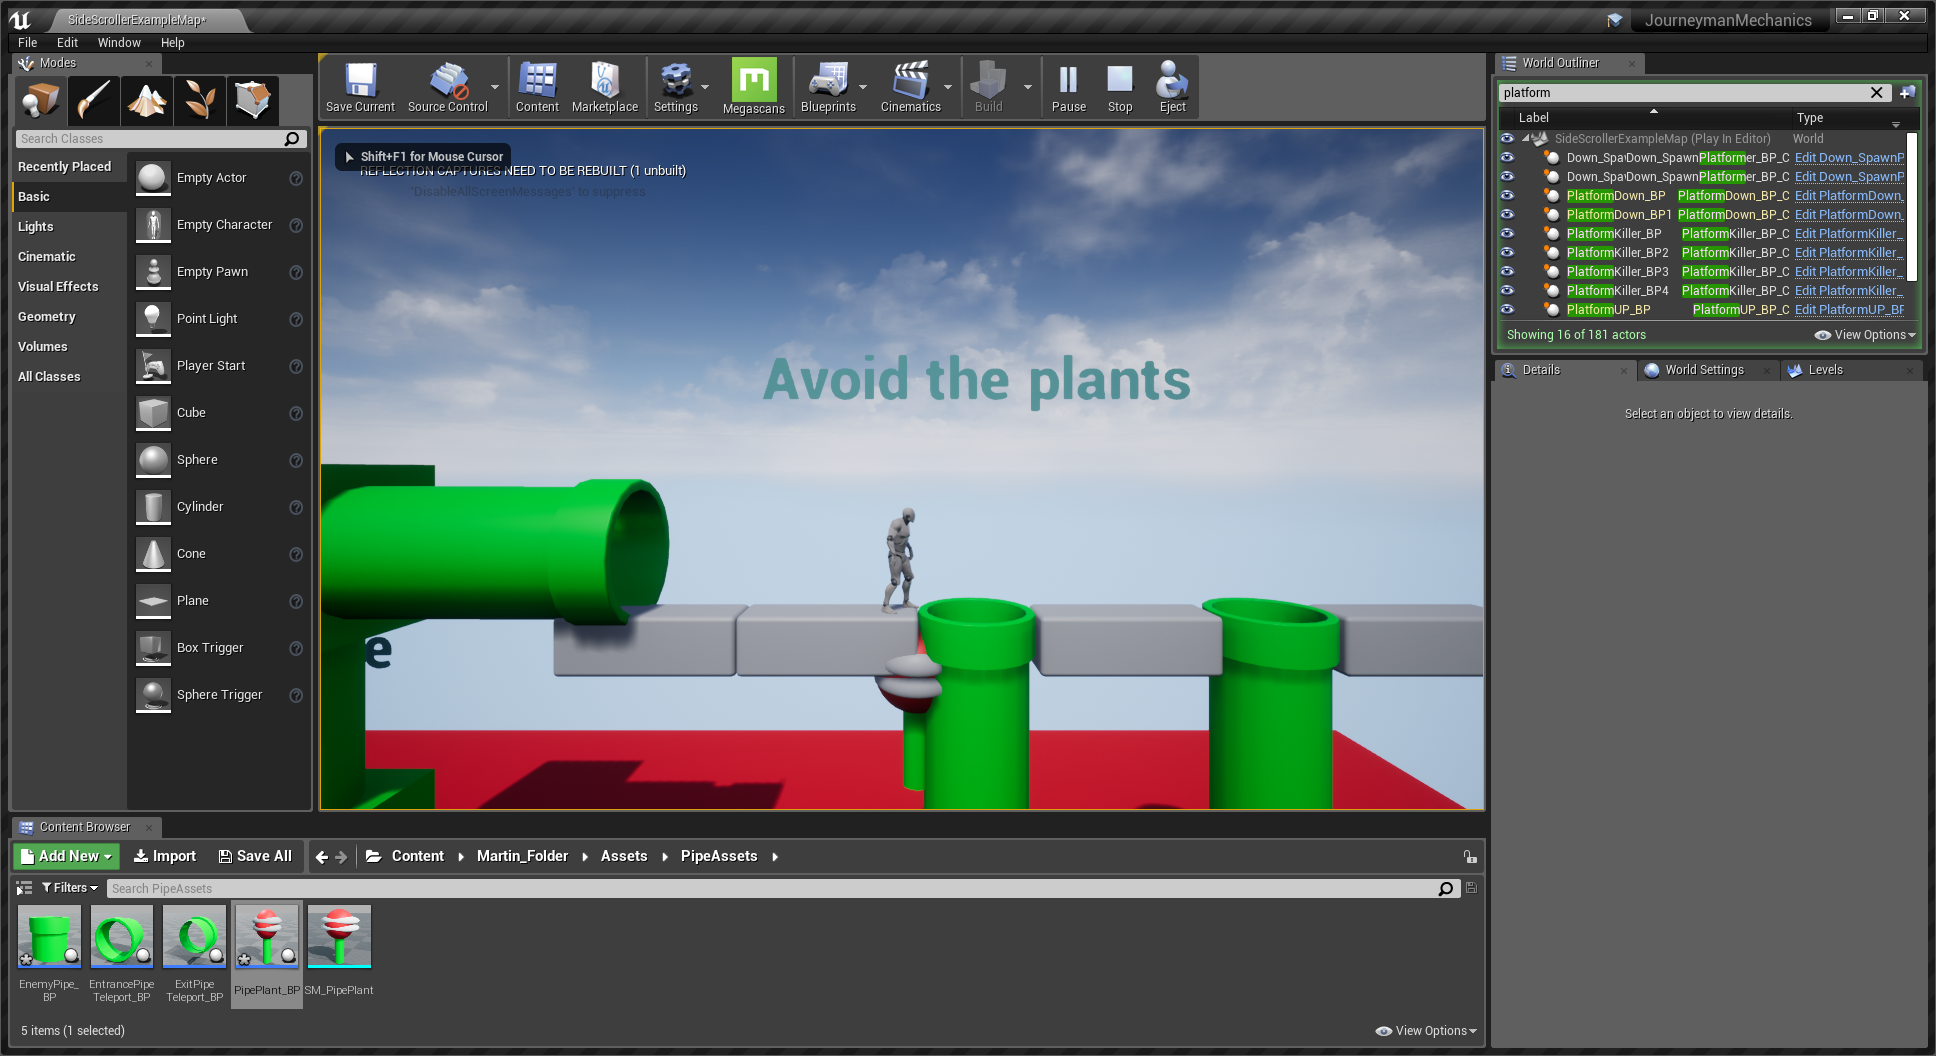 SideScrollerExampleMap*
JourneymanMechanics
File Edit Window Help
Modes
Search Classes
Recently Placed
Basic
Lights
Cinematic
Visual Effects
Geometry
Volumes
All Classes
Empty Actor
Empty Character
Empty Pawn
Point Light
Player Start
Cube
Sphere
Cylinder
Cone
Plane
Box Trigger
Sphere Trigger
Save Current
Source Control
Content
Marketplace
Settings
Megascans
Blueprints
Cinematics
Build
Pause
Stop
Eject
Shift+F1 for Mouse Cursor
REFLECTION CAPTURES NEED TO BE REBUILT (1 unbuilt)
'DisableAllScreenMessages' to suppress
Avoid the plants
e
World Outliner
platform
Label Type
SideScrollerExampleMap (Play In Editor) World
Down_Spa Down_SpawnPlatformer_BP_C Edit Down_SpawnP
Down_Spa Down_SpawnPlatformer_BP_C Edit Down_SpawnP
PlatformDown_BP PlatformDown_BP_C Edit PlatformDown_
PlatformDown_BP1 PlatformDown_BP_C Edit PlatformDown_
PlatformKiller_BP PlatformKiller_BP_C Edit PlatformKiller_
PlatformKiller_BP2 PlatformKiller_BP_C Edit PlatformKiller_
PlatformKiller_BP3 PlatformKiller_BP_C Edit PlatformKiller_
PlatformKiller_BP4 PlatformKiller_BP_C Edit PlatformKiller_
PlatformUP_BP PlatformUP_BP_C Edit PlatformUP_BP
Showing 16 of 181 actors
View Options
Details
World Settings
Levels
Select an object to view details.
Content Browser
Add New Import Save All Content Martin_Folder Assets PipeAssets
Filters
Search PipeAssets
EnemyPipe_
BP
EntrancePipe
Teleport_BP
ExitPipe
Teleport_BP
PipePlant_BP
SM_PipePlant
5 items (1 selected)
View Options